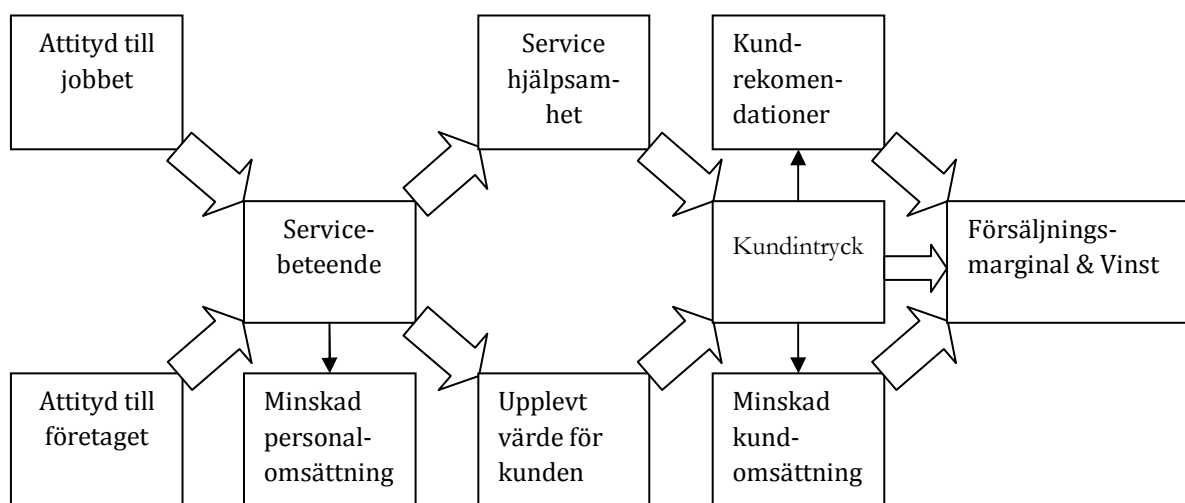 Attityd till
jobbet
Service
hjälpsam-
het
Kund-
rekomen-
dationer
Service-
beteende
Kundintryck
Försäljnings-
marginal & Vinst
Attityd till
företaget
Minskad
personal-
omsättning
Upplevt
värde för
kunden
Minskad
kund-
omsättning